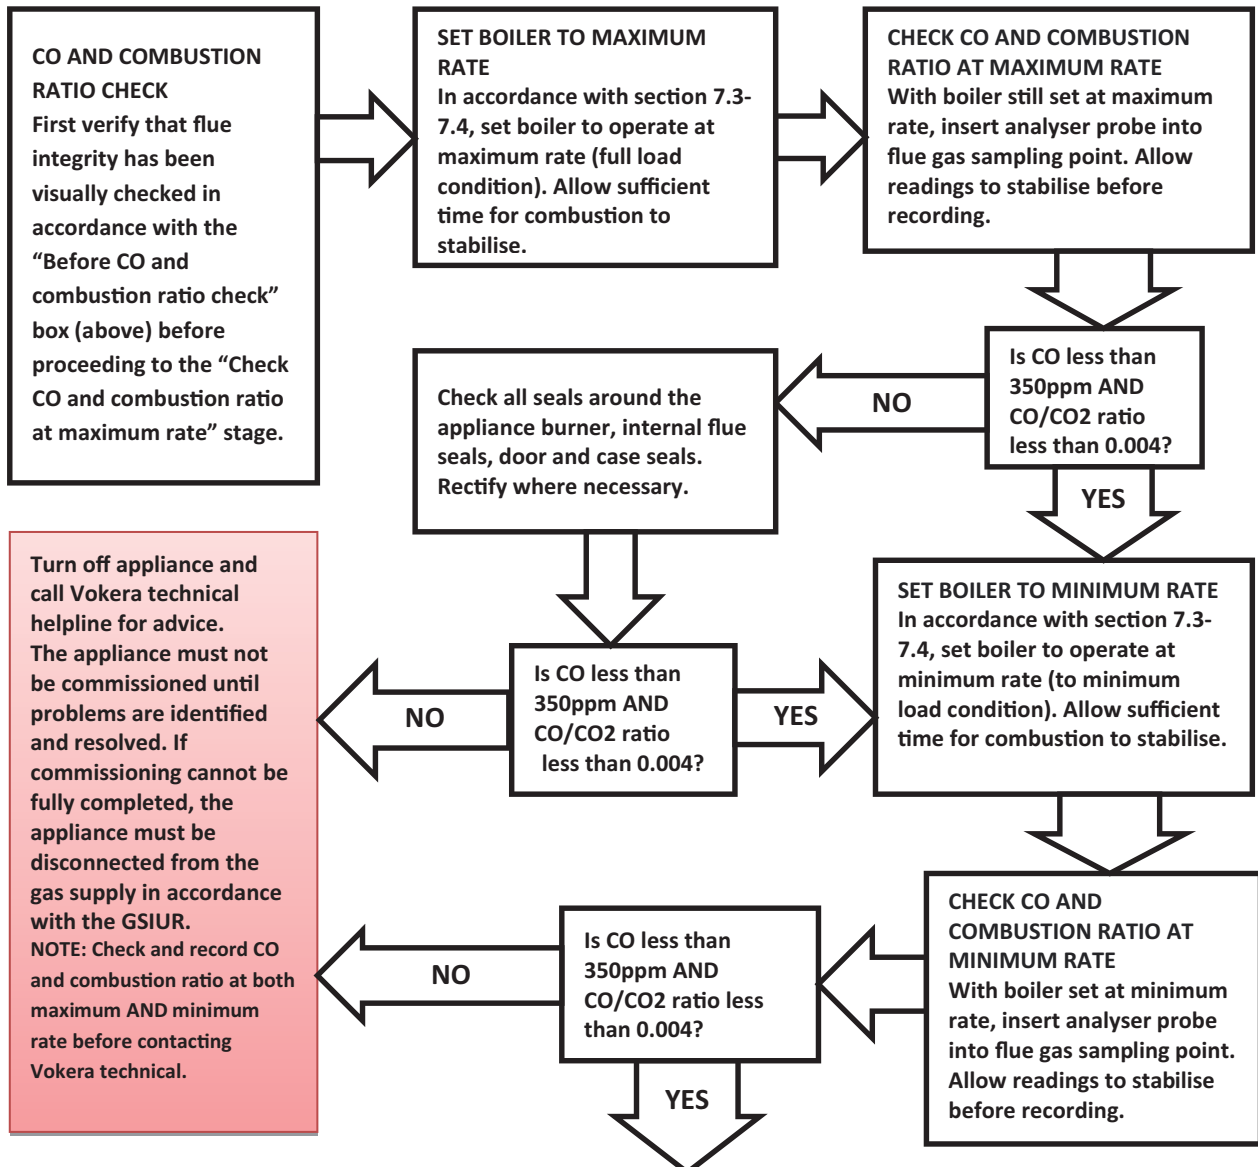 CO AND COMBUSTION
RATIO CHECK
First verify that flue
integrity has been
visually checked in
accordance with the
“Before CO and
combustion ratio check”
box (above) before
proceeding to the “Check
CO and combustion ratio
at maximum rate” stage.
SET BOILER TO MAXIMUM
RATE
In accordance with section 7.3-
7.4, set boiler to operate at
maximum rate (full load
condition). Allow sufficient
time for combustion to
stabilise.
CHECK CO AND COMBUSTION
RATIO AT MAXIMUM RATE
With boiler still set at maximum
rate, insert analyser probe into
flue gas sampling point. Allow
readings to stabilise before
recording.
Is CO less than
350ppm AND
CO/CO2 ratio
less than 0.004?
NO
Check all seals around the
appliance burner, internal flue
seals, door and case seals.
Rectify where necessary.
YES
Is CO less than
350ppm AND
CO/CO2 ratio
less than 0.004?
NO
YES
SET BOILER TO MINIMUM RATE
In accordance with section 7.3-
7.4, set boiler to operate at
minimum rate (to minimum
load condition). Allow sufficient
time for combustion to stabilise.
CHECK CO AND
COMBUSTION RATIO AT
MINIMUM RATE
With boiler set at minimum
rate, insert analyser probe
into flue gas sampling point.
Allow readings to stabilise
before recording.
Is CO less than
350ppm AND
CO/CO2 ratio less
than 0.004?
NO
YES
Turn off appliance and
call Vokera technical
helpline for advice.
The appliance must not
be commissioned until
problems are identified
and resolved. If
commissioning cannot be
fully completed, the
appliance must be
disconnected from the
gas supply in accordance
with the GSIUR.
NOTE: Check and record CO
and combustion ratio at both
maximum AND minimum
rate before contacting
Vokera technical.